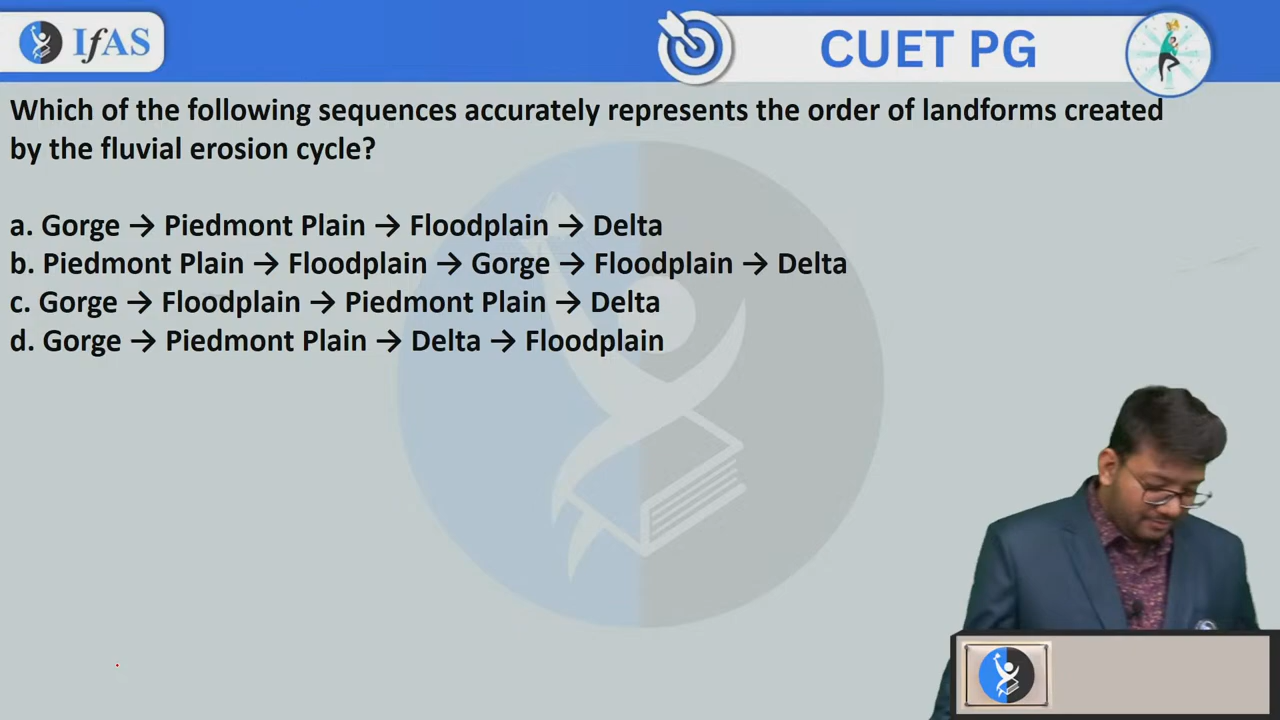 IfAS
CUET PG
Which of the following sequences accurately represents the order of landforms created
by the fluvial erosion cycle?
a. Gorge → Piedmont Plain → Floodplain → Delta
b. Piedmont Plain → Floodplain → Gorge → Floodplain → Delta
c. Gorge → Floodplain → Piedmont Plain → Delta
d. Gorge → Piedmont Plain → Delta → Floodplain